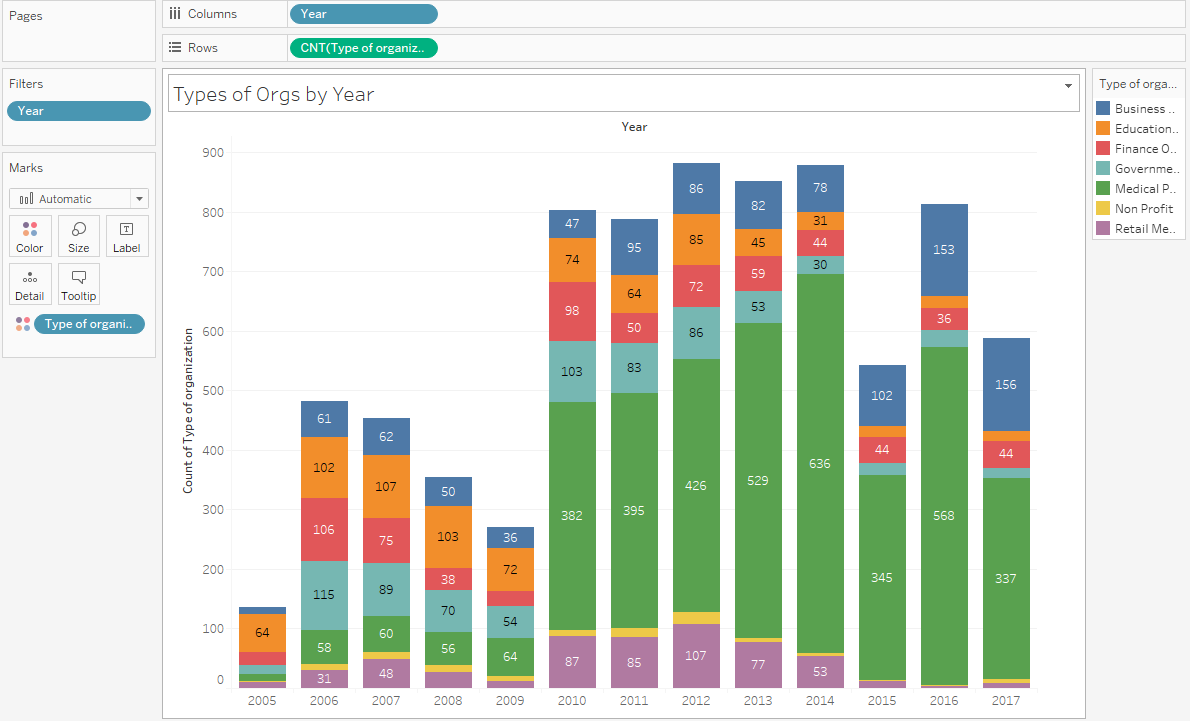 Pages
Columns
Year
Rows
CNT(Type of organiz..
Filters
Year
Marks
Automatic
Color
Size
Label
Detail
Tooltip
Type of organi..
Types of Orgs by Year
Year
Count of Type of organization
900
800
700
600
500
400
300
200
100
0
64
61
102
106
115
58
31
62
107
75
89
60
48
50
103
38
70
56
36
72
54
64
47
74
98
103
382
87
95
64
50
83
395
85
86
85
72
86
426
107
82
45
59
53
529
77
78
31
44
30
636
53
102
44
345
153
36
568
156
44
337
2005 2006 2007 2008 2009 2010 2011 2012 2013 2014 2015 2016 2017
Type of orga...
Business ..
Education..
Finance O..
Governme..
Medical P..
Non Profit
Retail Me..